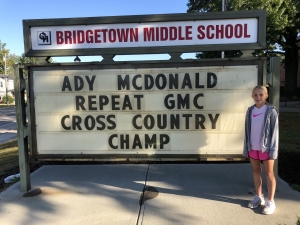 BRIDGETOWN MIDDLE SCHOOL
ADY MCDONALD
REPEAT GMC
CROSS COUNTRY
CHAMP